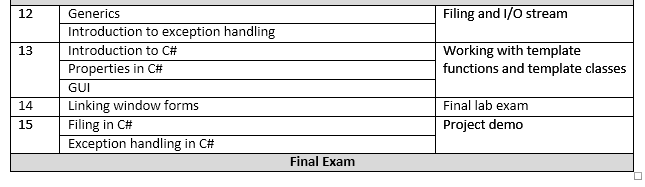 12 Generics Filing and I/O stream
Introduction to exception handling
13 Introduction to C# Working with template
Properties in C# functions and template classes
GUI
14 Linking window forms Final lab exam
15 Filing in C# Project demo
Exception handling in C#
Final Exam